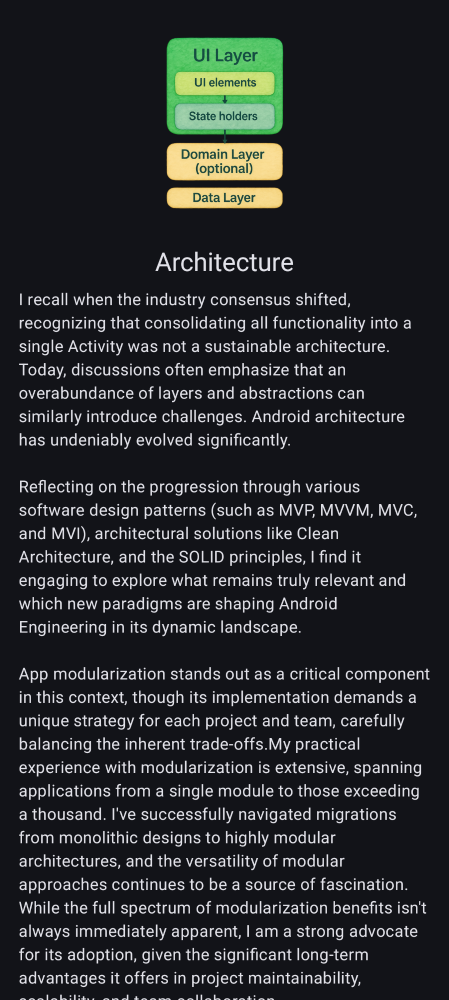 UI Layer
UI elements
State holders
Domain Layer
(optional)
Data Layer
Architecture
I recall when the industry consensus shifted,
recognizing that consolidating all functionality into a
single Activity was not a sustainable architecture.
Today, discussions often emphasize that an
overabundance of layers and abstractions can
similarly introduce challenges. Android architecture
has undeniably evolved significantly.
Reflecting on the progression through various
software design patterns (such as MVP, MVVM, MVC,
and MVI), architectural solutions like Clean
Architecture, and the SOLID principles, I find it
engaging to explore what remains truly relevant and
which new paradigms are shaping Android
Engineering in its dynamic landscape.
App modularization stands out as a critical component
in this context, though its implementation demands a
unique strategy for each project and team, carefully
balancing the inherent trade-offs.My practical
experience with modularization is extensive, spanning
applications from a single module to those exceeding
a thousand. I've successfully navigated migrations
from monolithic designs to highly modular
architectures, and the versatility of modular
approaches continues to be a source of fascination.
While the full spectrum of modularization benefits isn't
always immediately apparent, I am a strong advocate
for its adoption, given the significant long-term
advantages it offers in project maintainability,
scalability, and team collaboration.